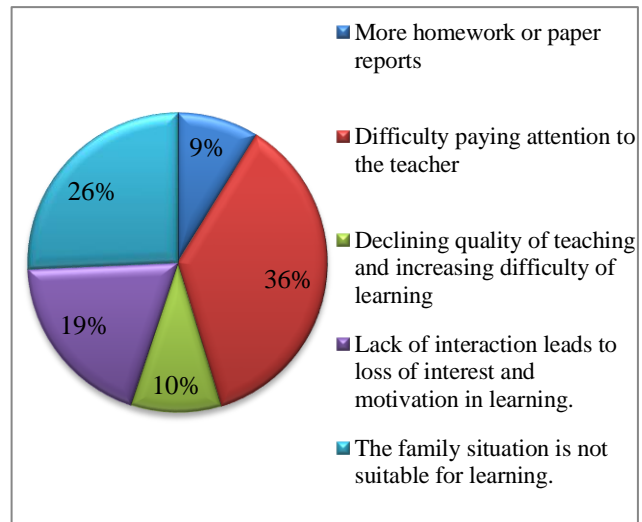 9%
36%
10%
19%
26%
More homework or paper
reports
Difficulty paying attention to
the teacher
Declining quality of teaching
and increasing difficulty of
learning
Lack of interaction leads to
loss of interest and
motivation in learning.
The family situation is not
suitable for learning.